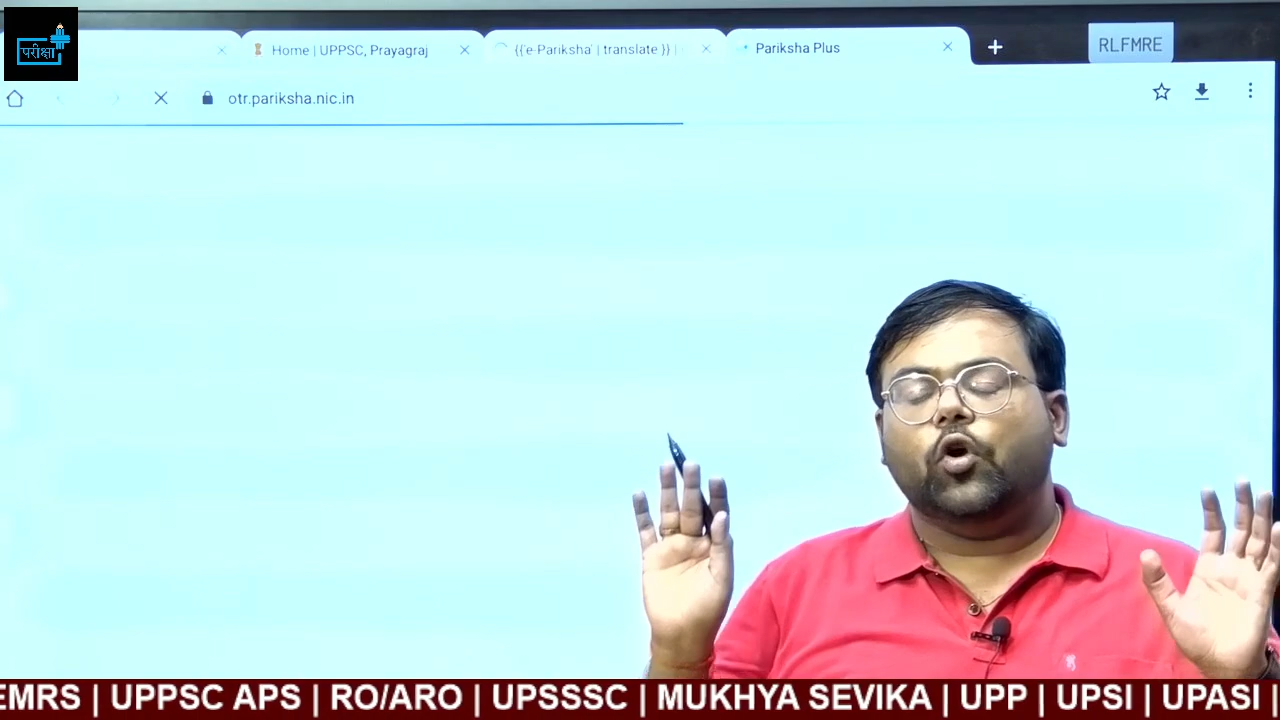 परीक्षा
Home | UPPSC, Prayagraj
{{'e-Pariksha' | translate }} |
Pariksha Plus
RLFMRE
otr.pariksha.nic.in
EMRS | UPPSC APS | RO/ARO | UPSSSC | MUKHYA SEVIKA | UPP | UPSI | UPASI |